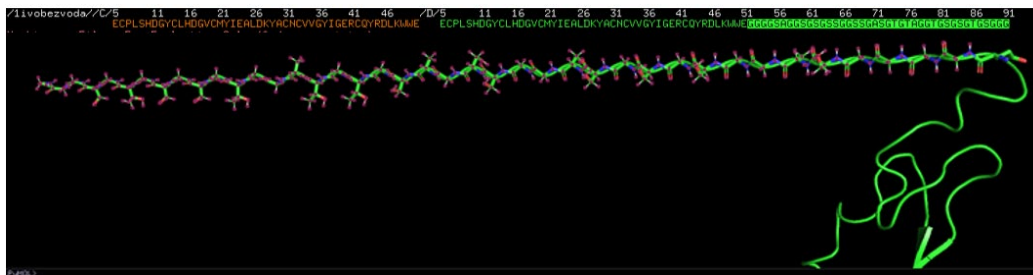 /1ivobezvoda//C/5 11 16 21 26 31 36 41 46 /D/5 11 16 21 26 31 36 41 46 51 56 61 66 71 76 81 86 91
ECPLSHDGYCLHDGVCMYIEALDKYACNCVVGYIGERCQYRDLKWWE ECPLSHDGYCLHDGVCMYIEALDKYACNCVVGYIGERCQYRDLKWWEGGGGSAGGSGSGSSGGSSGASGTGTAGGTGSGSGTGSGGG